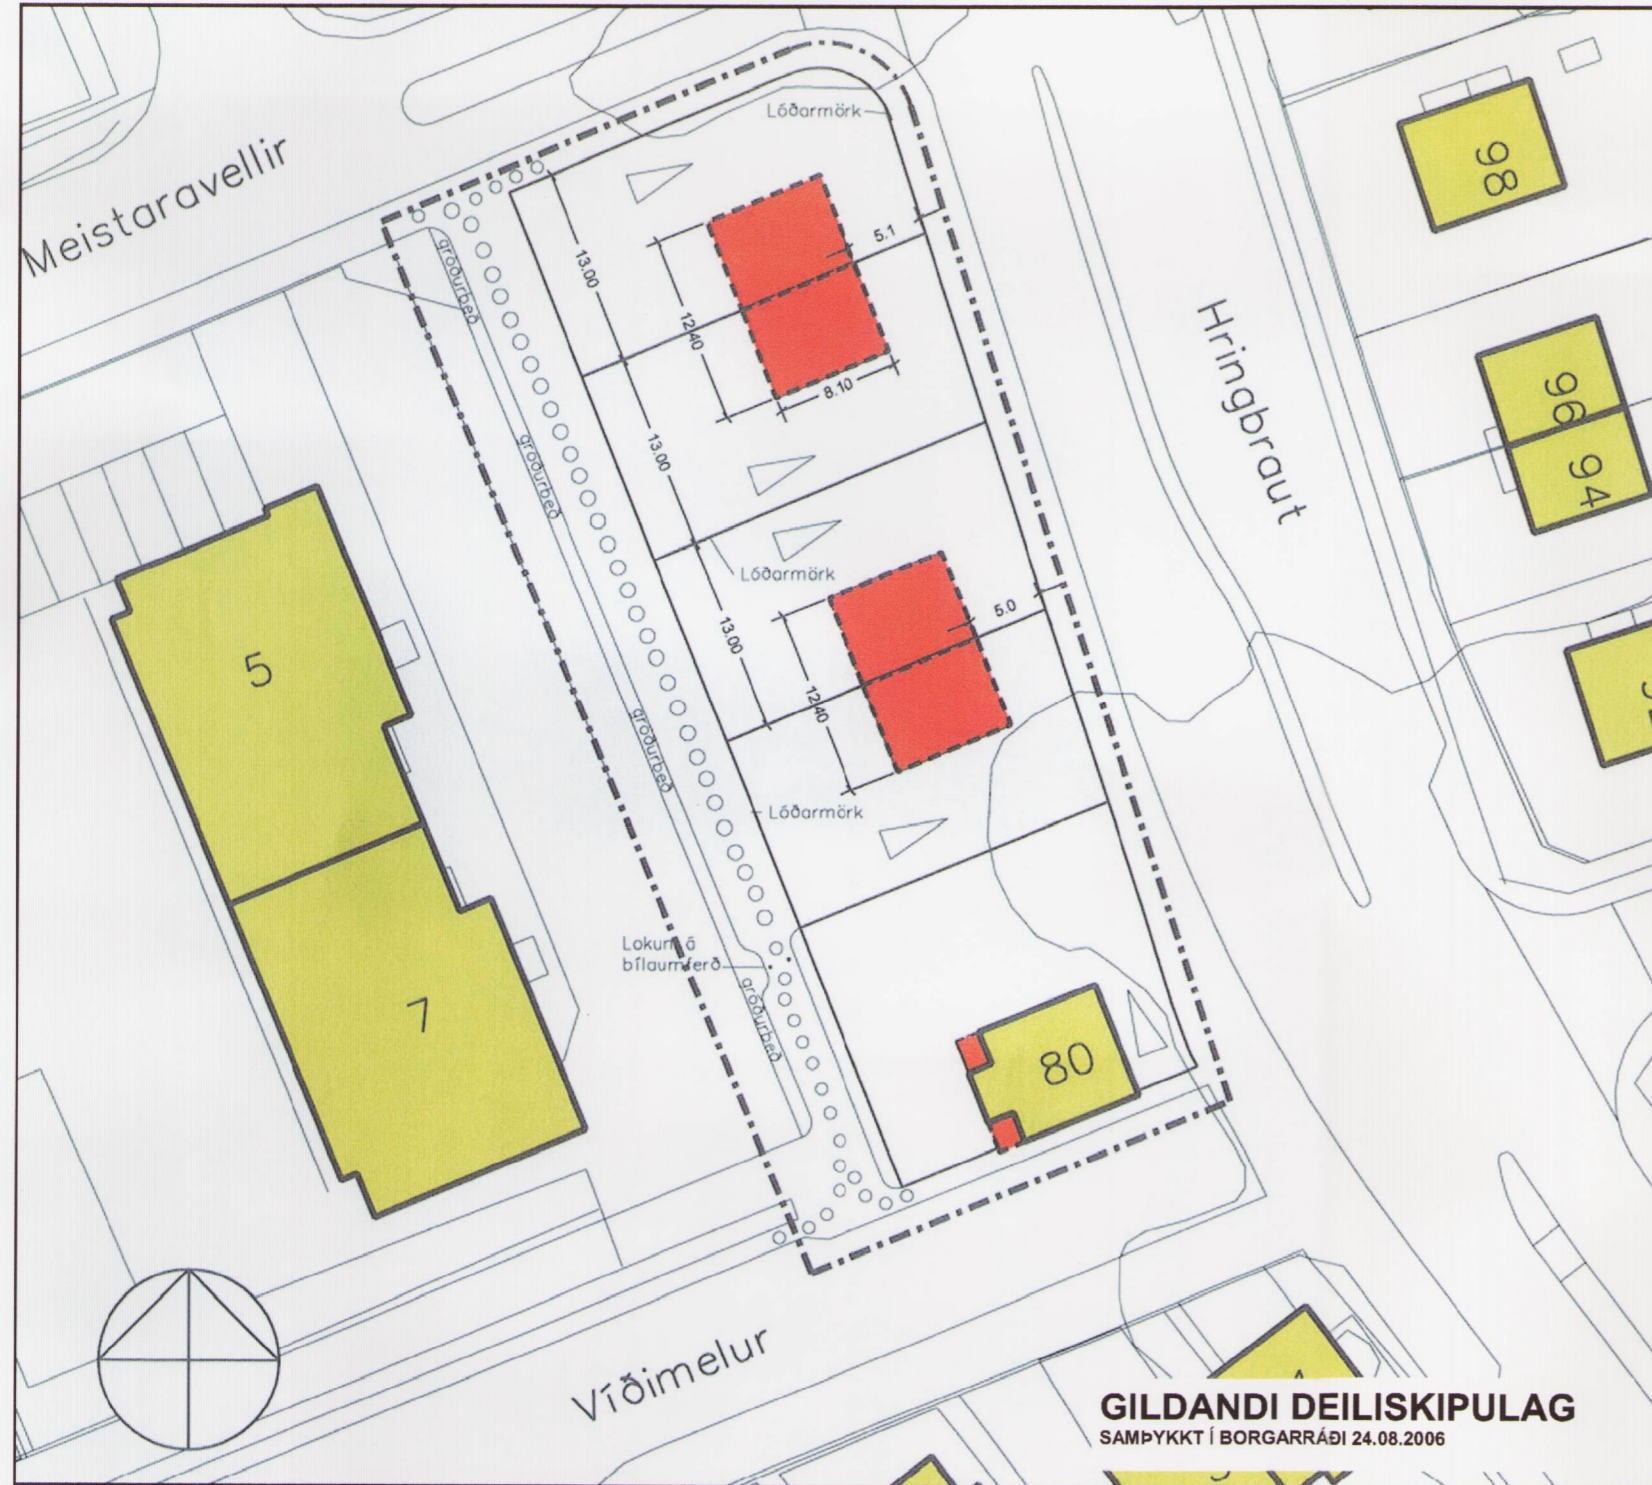 Meistaravellir
Lóðarmörk
98
13.00
5.1
gróðurbeð
12.40
8.10
Hringbraut
96
94
13.00
gróðurbeð
Lóðarmörk
5
13.00
5.0
12.40
gróðurbeð
Lóðarmörk
Lokun á
bílaumferð
gróðurbeð
7
80
Víðimelur
GILDANDI DEILISKIPULAG
SAMÞYKKT Í BORGARRÁÐI 24.08.2006